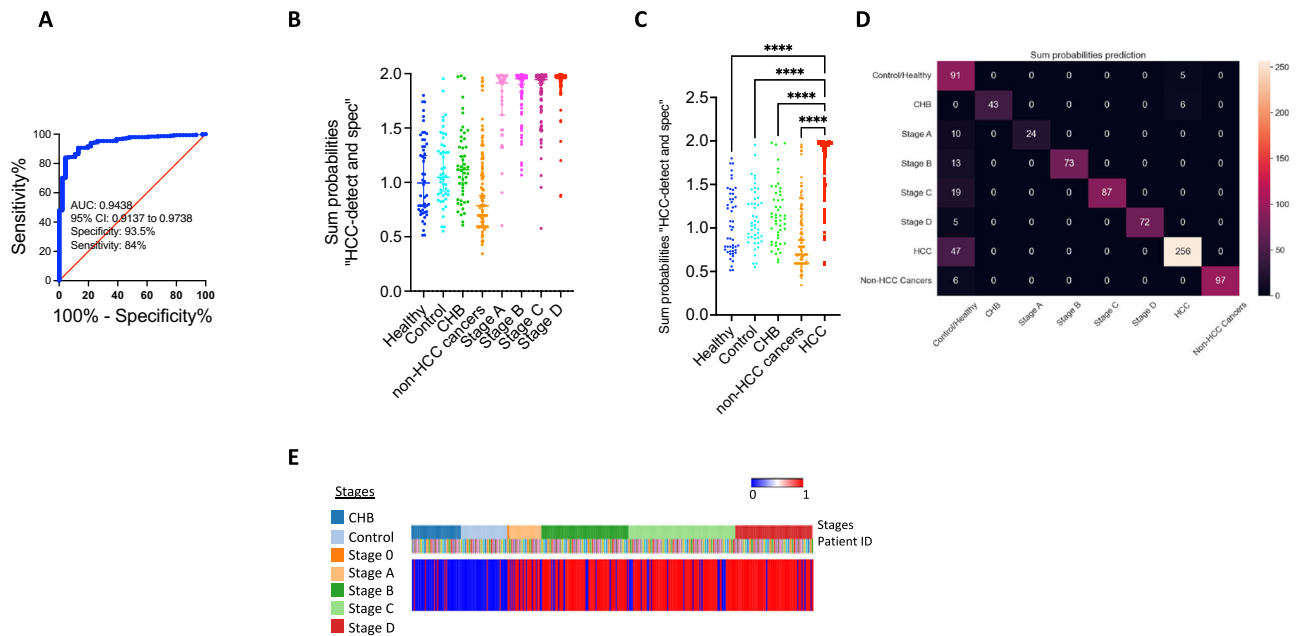 A
100
80
60
40
20
0
Sensitivity%
AUC: 0.9438
95% CI: 0.9137 to 0.9738
Specificity: 93.5%
Sensitivity: 84%
0 20 40 60 80 100
100% - Specificity%
B
Sum probabilities
"HCC-detect and spec"
2.0
1.5
1.0
0.5
0.0
Healthy
Control
CHB
non-HCC cancers
Stage A
Stage B
Stage C
Stage D
C
Sum probabilities "HCC-detect and spec"
****
****
****
****
2.5
2.0
1.5
1.0
0.5
0.0
Healthy
Control
CHB
non-HCC cancers
HCC
D
Sum probabilities prediction
Control/Healthy 91 0 0 0 0 0 5 0
CHB 0 43 0 0 0 0 6 0
Stage A 10 0 24 0 0 0 0 0
Stage B 13 0 0 73 0 0 0 0
Stage C 19 0 0 0 87 0 0 0
Stage D 5 0 0 0 0 72 0 0
HCC 47 0 0 0 0 0 256 0
Non-HCC Cancers 6 0 0 0 0 0 0 97
Control/Healthy
CHB
Stage A
Stage B
Stage C
Stage D
HCC
Non-HCC Cancers
250
200
150
100
50
0
E
Stages
CHB
Control
Stage 0
Stage A
Stage B
Stage C
Stage D
0 1
Stages
Patient ID